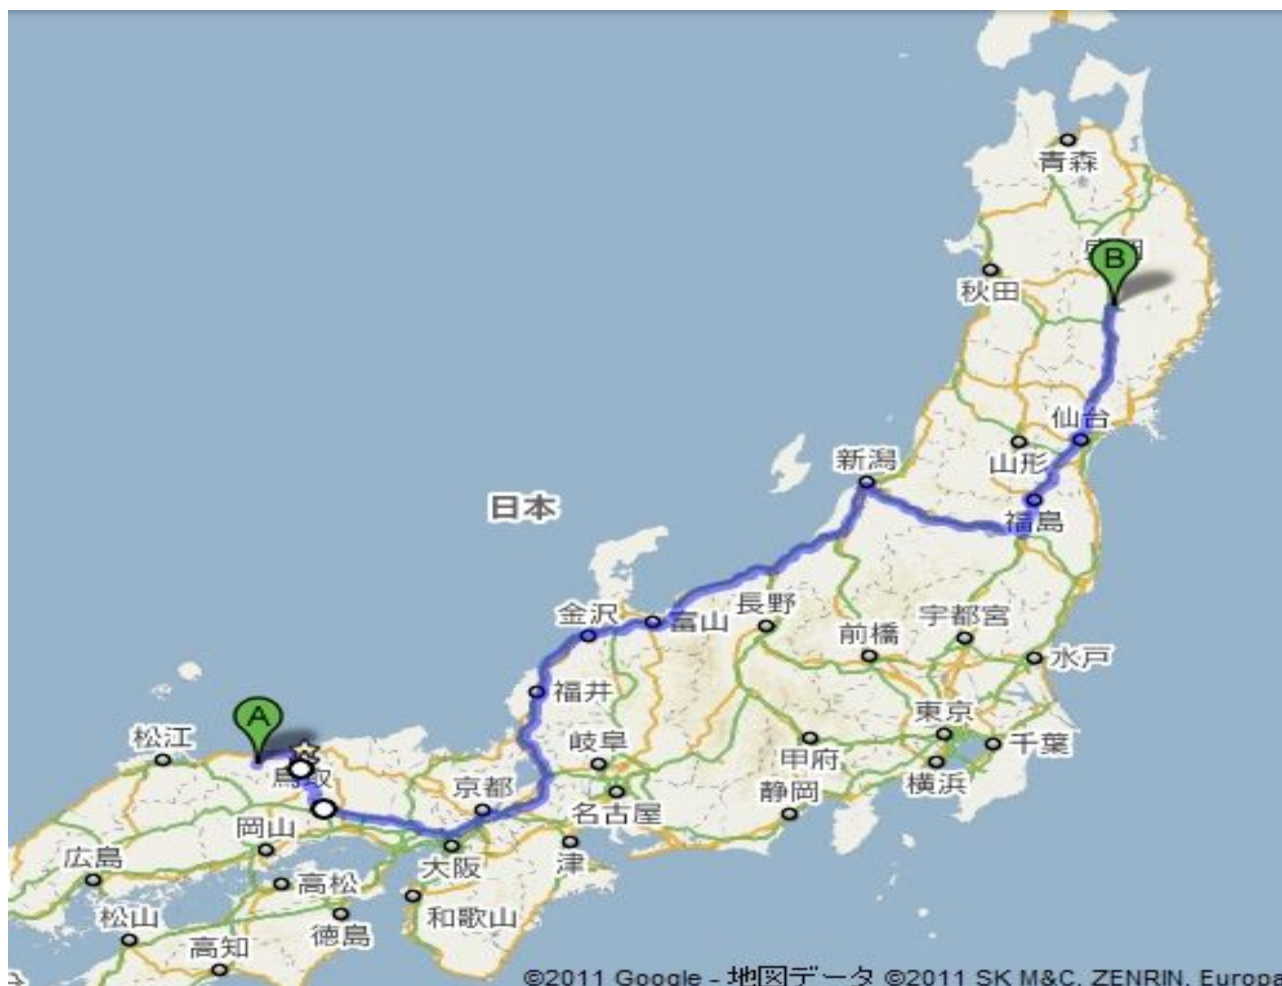 青森
B
秋田
仙台
山形
新潟
日本
福島
金沢
富山
長野
宇都宮
前橋
水戸
福井
A
東京
松江
岐阜
千葉
甲府
鳥取
横浜
京都
静岡
名古屋
岡山
広島
大阪
津
高松
松山
和歌山
徳島
高知
©2011 Google - 地図データ ©2011 SK M&C, ZENRIN, Europa